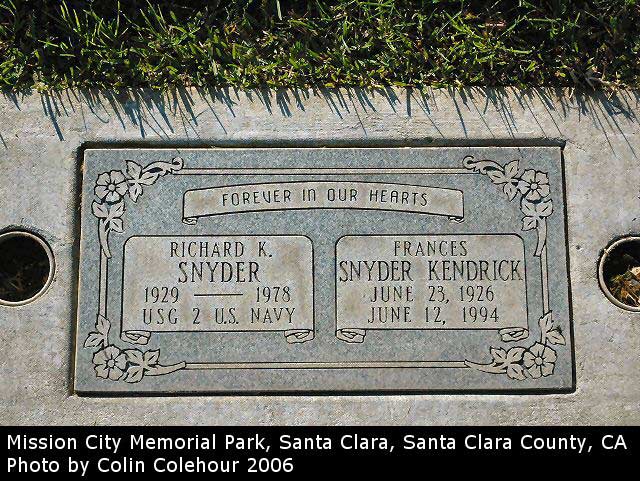 FOREVER IN OUR HEARTS
RICHARD K.
SNYDER
1929 — 1978
USG 2 U.S. NAVY
FRANCES
SNYDER KENDRICK
JUNE 23, 1926
JUNE 12, 1994
Mission City Memorial Park, Santa Clara, Santa Clara County, CA
Photo by Colin Colehour 2006